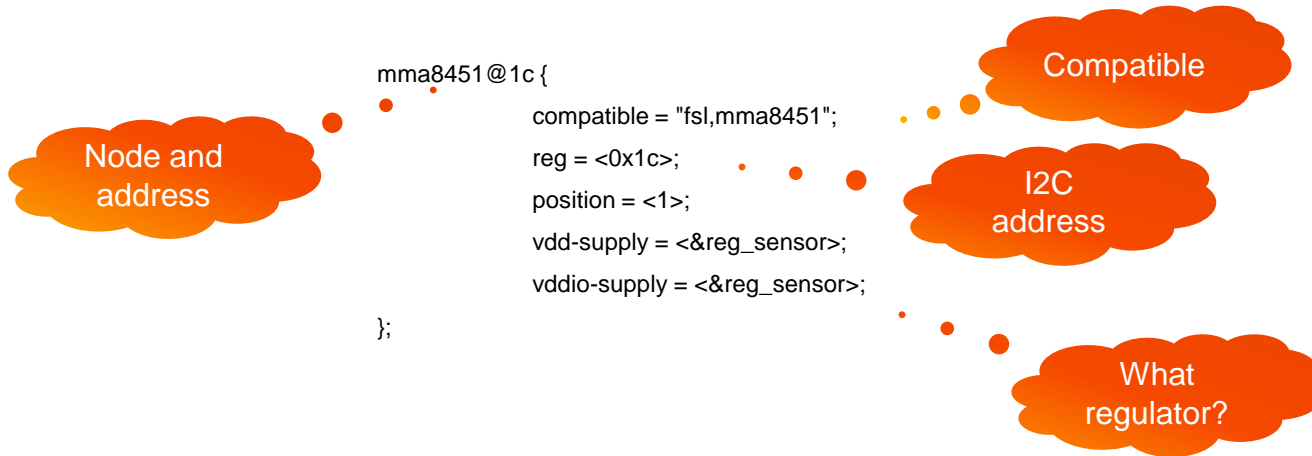 mma8451@1c {
compatible = "fsl,mma8451";
reg = <0x1c>;
position = <1>;
vdd-supply = <&reg_sensor>;
vddio-supply = <&reg_sensor>;
};
Node and
address
Compatible
I2C
address
What
regulator?